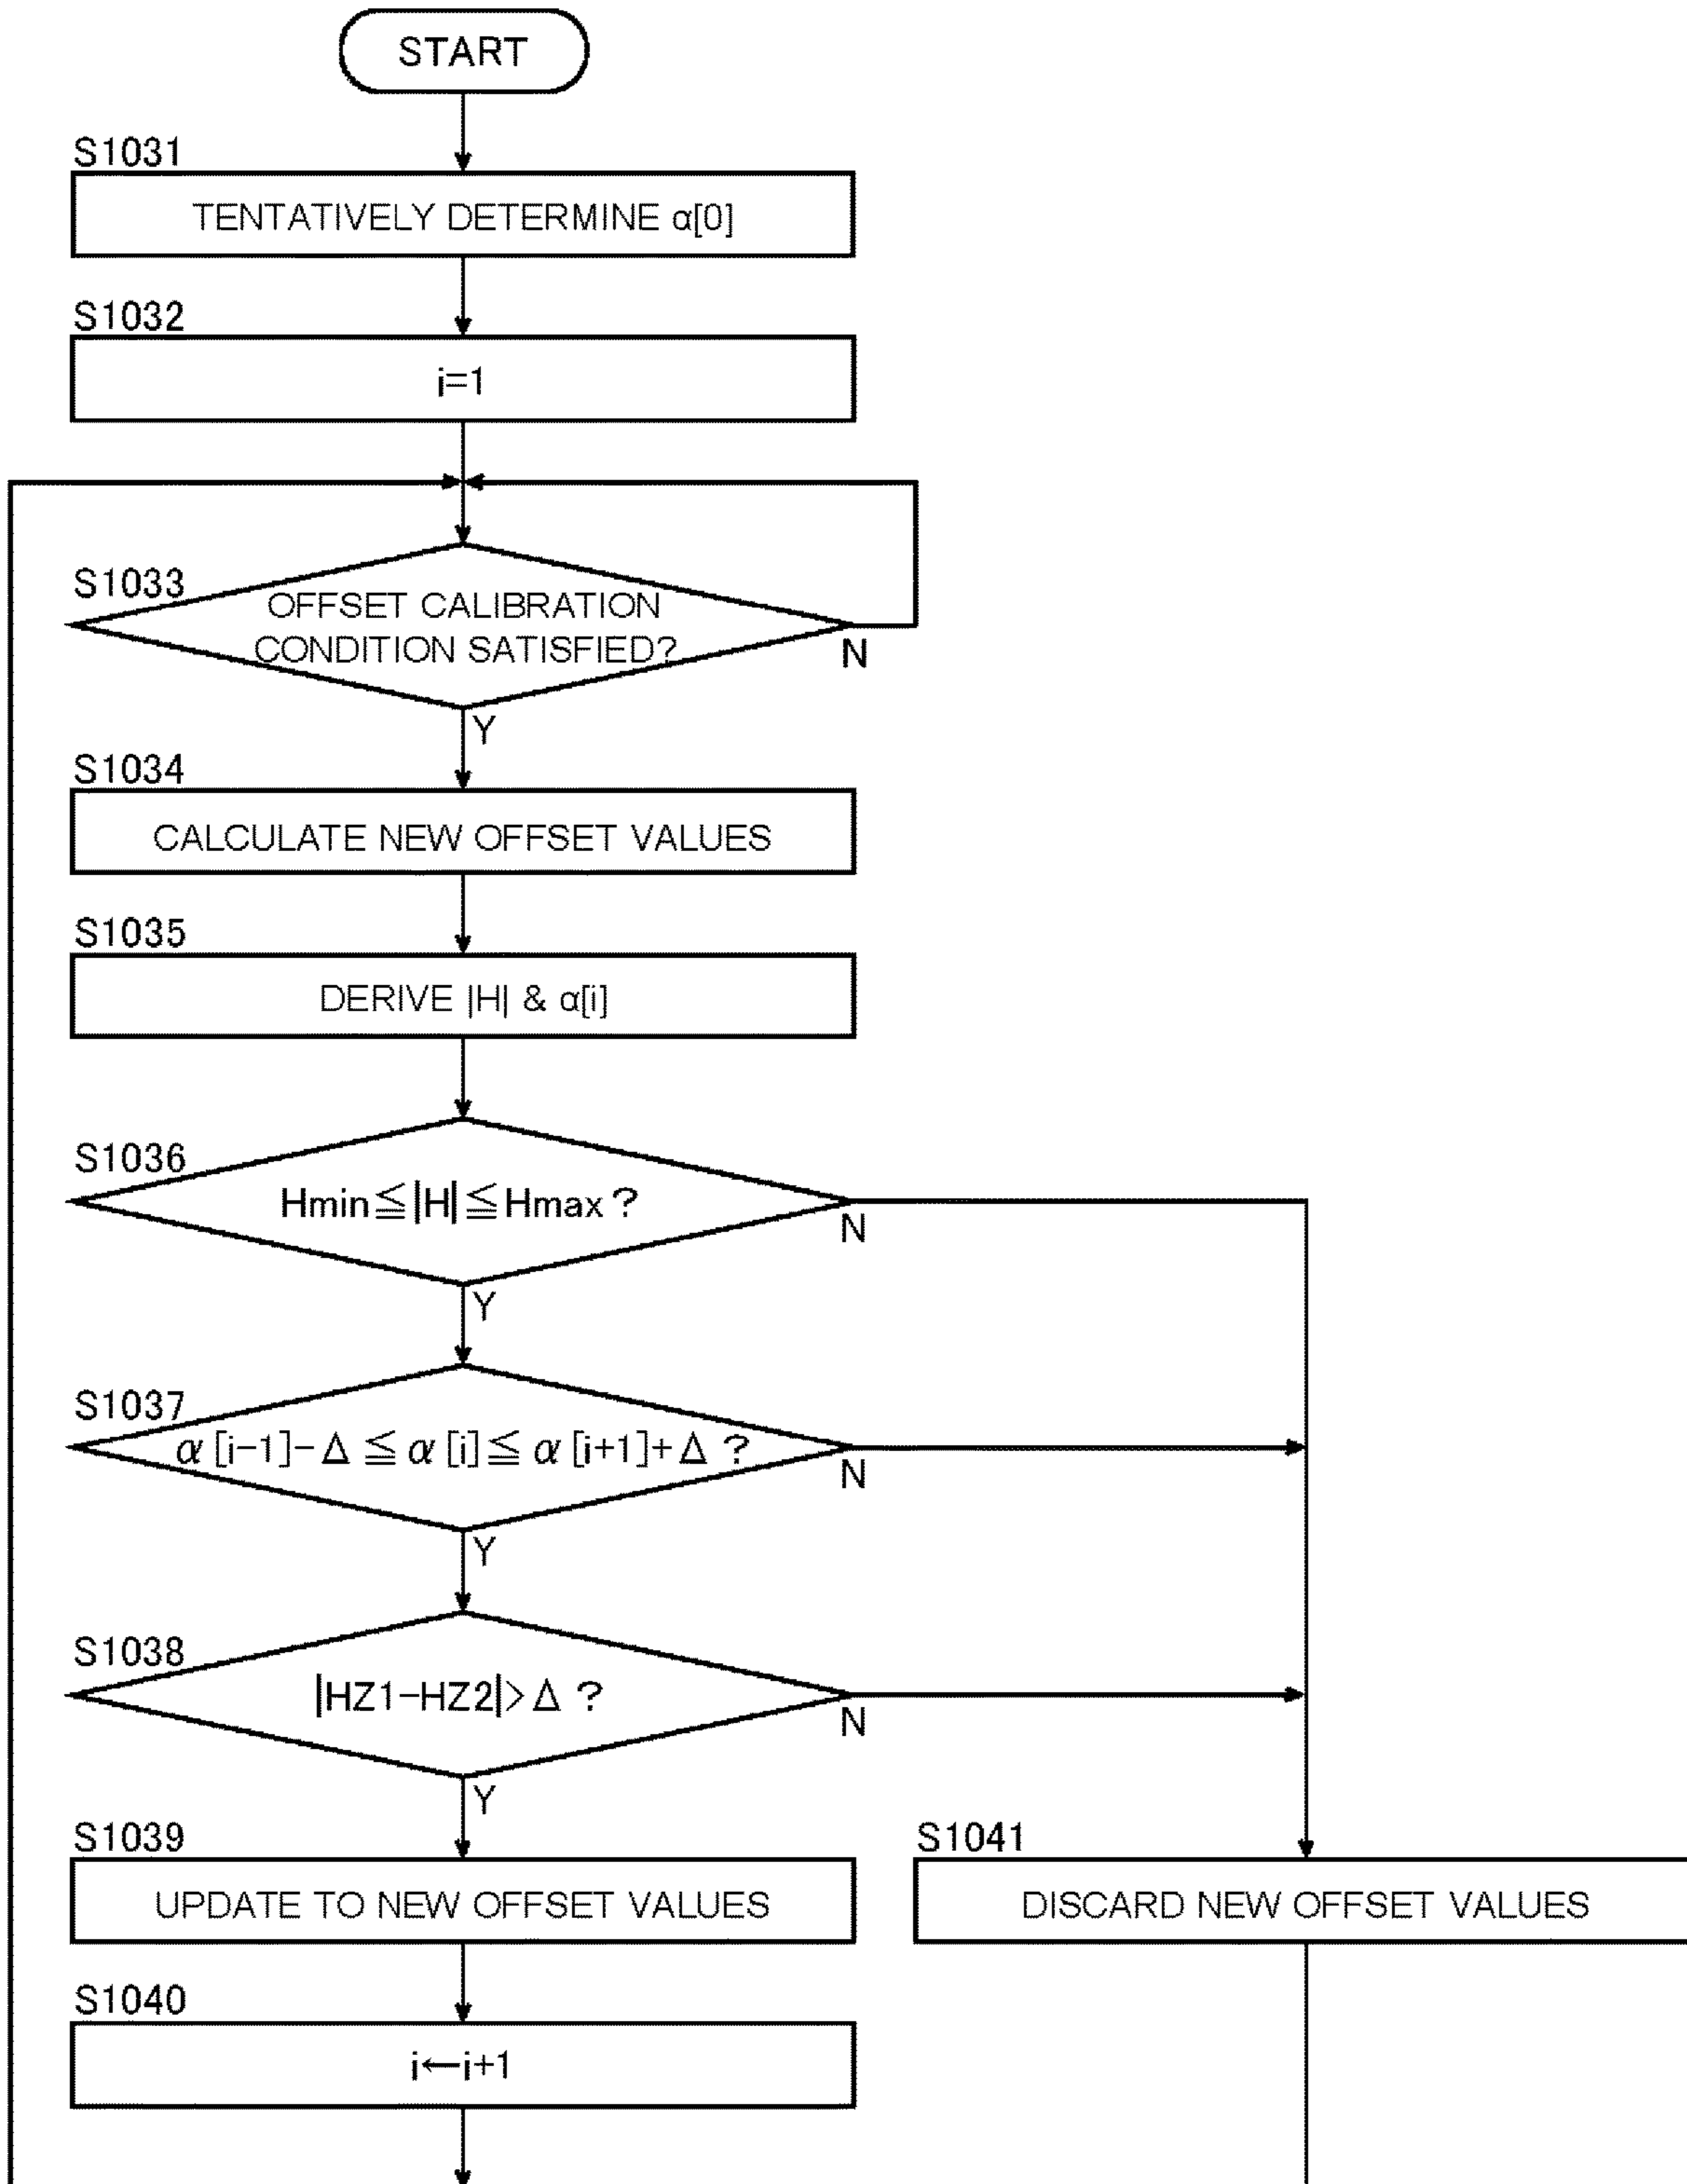 START
S1031
TENTATIVELY DETERMINE α[0]
S1032
i=1
S1033
OFFSET CALIBRATION
CONDITION SATISFIED?
N
Y
S1034
CALCULATE NEW OFFSET VALUES
S1035
DERIVE |H| & α[i]
S1036
Hmin≦|H|≦Hmax?
N
Y
S1037
α[i-1]-Δ≦α[i]≦α[i+1]+Δ?
N
Y
S1038
|HZ1-HZ2|>Δ?
N
Y
S1039
UPDATE TO NEW OFFSET VALUES
S1041
DISCARD NEW OFFSET VALUES
S1040
i←i+1